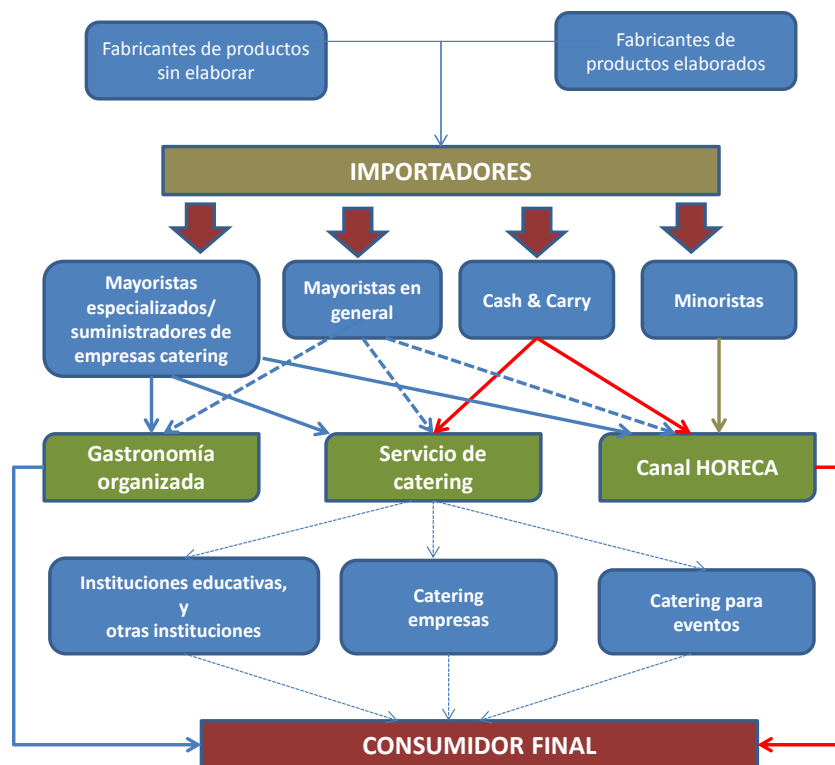 Fabricantes de productos
sin elaborar
Fabricantes de
productos elaborados
IMPORTADORES
Mayoristas
especializados/
suministradores de
empresas catering
Mayoristas en
general
Cash & Carry
Minoristas
Gastronomía
organizada
Servicio de
catering
Canal HORECA
Instituciones educativas,
y
otras instituciones
Catering
empresas
Catering para
eventos
CONSUMIDOR FINAL